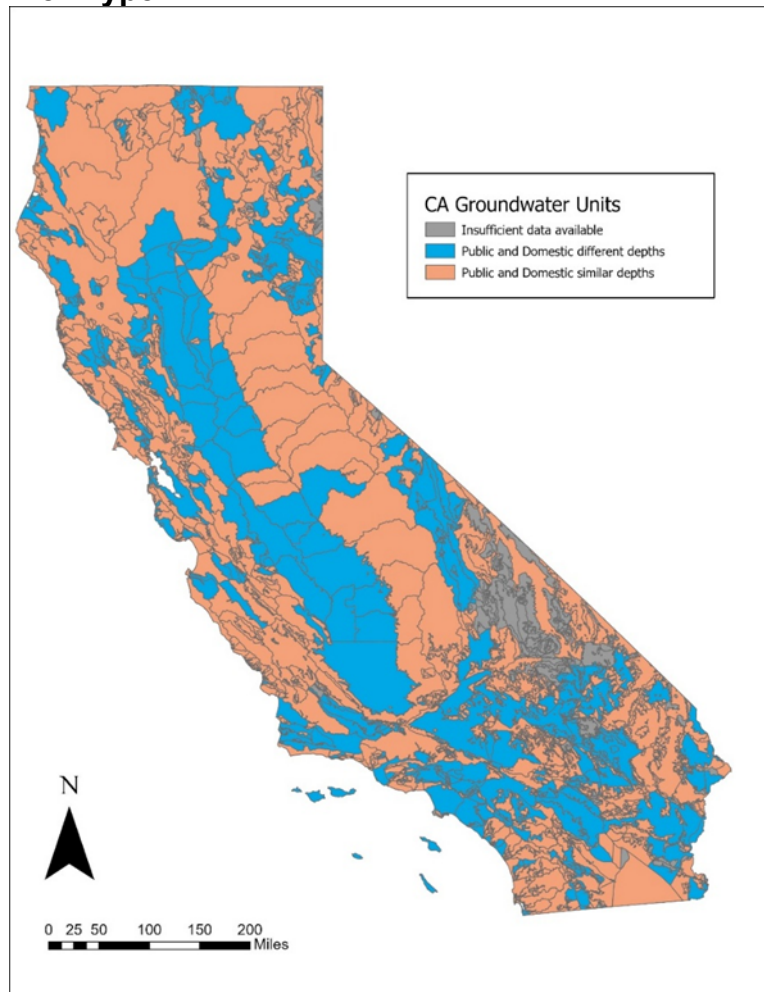 CA Groundwater Units
Insufficient data available
Public and Domestic different depths
Public and Domestic similar depths
N
0 25 50 100 150 200
Miles